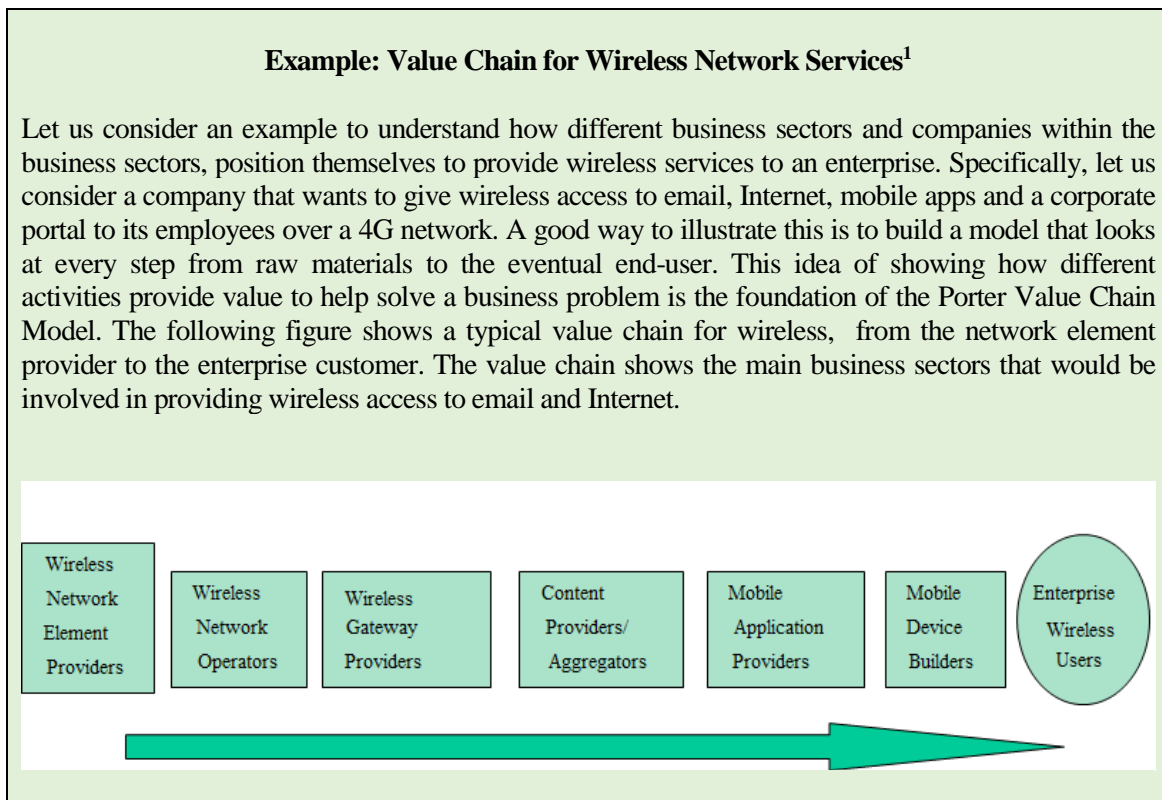 Example: Value Chain for Wireless Network Services1
Let us consider an example to understand how different business sectors and companies within the
business sectors, position themselves to provide wireless services to an enterprise. Specifically, let us
consider a company that wants to give wireless access to email, Internet, mobile apps and a corporate
portal to its employees over a 4G network. A good way to illustrate this is to build a model that looks
at every step from raw materials to the eventual end-user. This idea of showing how different
activities provide value to help solve a business problem is the foundation of the Porter Value Chain
Model. The following figure shows a typical value chain for wireless, from the network element
provider to the enterprise customer. The value chain shows the main business sectors that would be
involved in providing wireless access to email and Internet.
Wireless
Network
Element
Providers
Wireless
Network
Operators
Wireless
Gateway
Providers
Content
Providers/
Aggregators
Mobile
Application
Providers
Mobile
Device
Builders
Enterprise
Wireless
Users